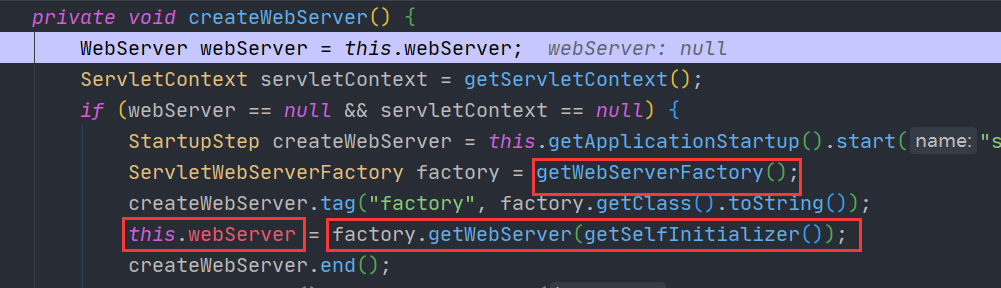 private void createWebServer() {
WebServer webServer = this.webServer; webServer: null
ServletContext servletContext = getServletContext();
if (webServer == null && servletContext == null) {
StartupStep createWebServer = this.getApplicationStartup().start( name: "s
ServletWebServerFactory factory = getWebServerFactory();
createWebServer.tag("factory", factory.getClass().toString());
this.webServer = factory.getWebServer(getSelfInitializer());
createWebServer.end();